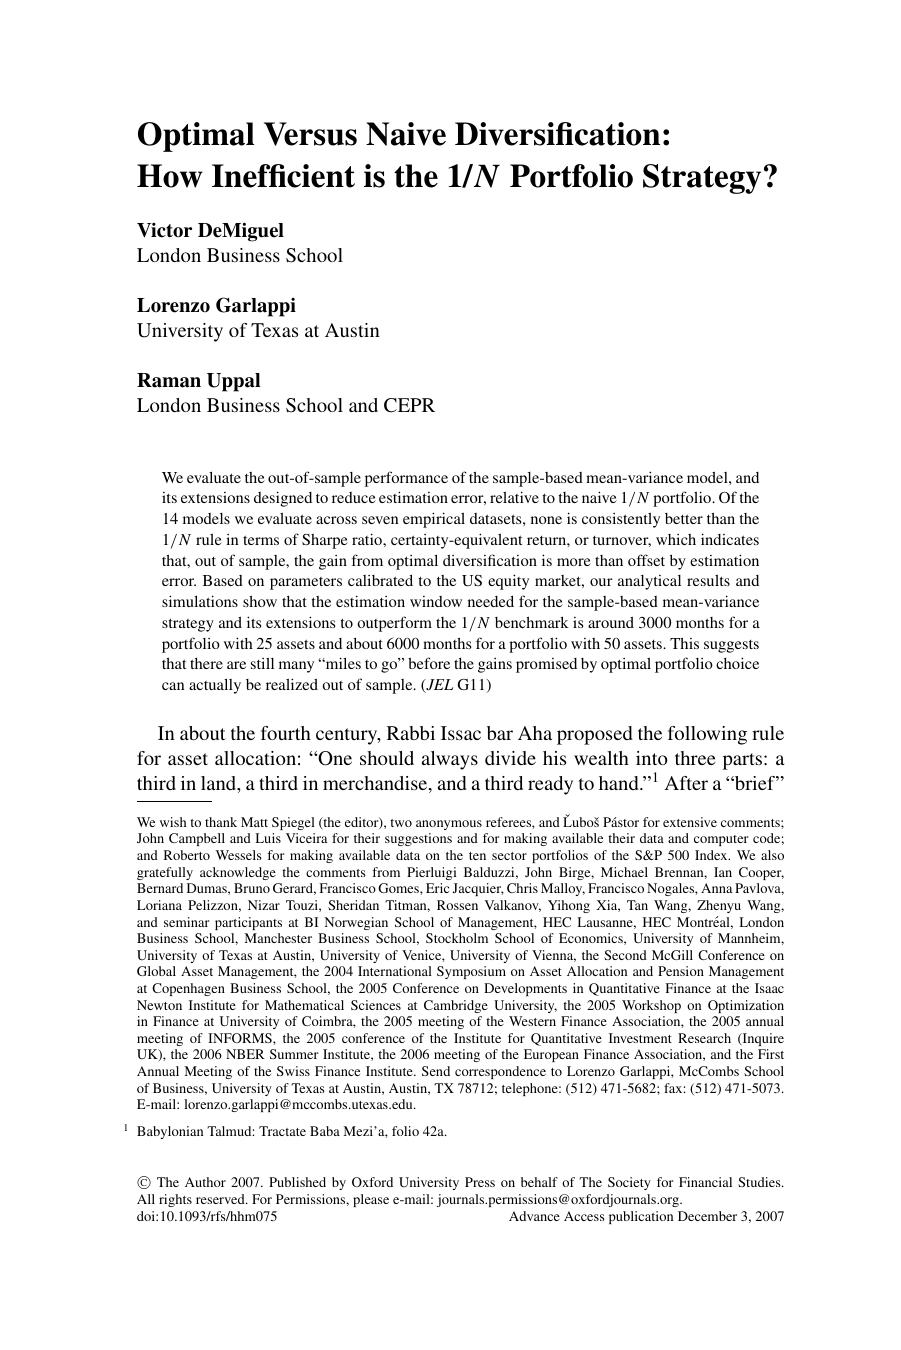 Optimal Versus Naive Diversification:
How Inefficient is the 1/N Portfolio Strategy?
Victor DeMiguel
London Business School
Lorenzo Garlappi
University of Texas at Austin
Raman Uppal
London Business School and CEPR
We evaluate the out-of-sample performance of the sample-based mean-variance model, and
its extensions designed to reduce estimation error, relative to the naive 1/N portfolio. Of the
14 models we evaluate across seven empirical datasets, none is consistently better than the
1/N rule in terms of Sharpe ratio, certainty-equivalent return, or turnover, which indicates
that, out of sample, the gain from optimal diversification is more than offset by estimation
error. Based on parameters calibrated to the US equity market, our analytical results and
simulations show that the estimation window needed for the sample-based mean-variance
strategy and its extensions to outperform the 1/N benchmark is around 3000 months for a
portfolio with 25 assets and about 6000 months for a portfolio with 50 assets. This suggests
that there are still many “miles to go” before the gains promised by optimal portfolio choice
can actually be realized out of sample. (JEL G11)
In about the fourth century, Rabbi Issac bar Aha proposed the following rule
for asset allocation: “One should always divide his wealth into three parts: a
third in land, a third in merchandise, and a third ready to hand.”1 After a “brief”
We wish to thank Matt Spiegel (the editor), two anonymous referees, and Ľuboš Pástor for extensive comments;
John Campbell and Luis Viceira for their suggestions and for making available their data and computer code;
and Roberto Wessels for making available data on the ten sector portfolios of the S&P 500 Index. We also
gratefully acknowledge the comments from Pierluigi Balduzzi, John Birge, Michael Brennan, Ian Cooper,
Bernard Dumas, Bruno Gerard, Francisco Gomes, Eric Jacquier, Chris Malloy, Francisco Nogales, Anna Pavlova,
Loriana Pelizzon, Nizar Touzi, Sheridan Titman, Rossen Valkanov, Yihong Xia, Tan Wang, Zhenyu Wang,
and seminar participants at BI Norwegian School of Management, HEC Lausanne, HEC Montréal, London
Business School, Manchester Business School, Stockholm School of Economics, University of Mannheim,
University of Texas at Austin, University of Venice, University of Vienna, the Second McGill Conference on
Global Asset Management, the 2004 International Symposium on Asset Allocation and Pension Management
at Copenhagen Business School, the 2005 Conference on Developments in Quantitative Finance at the Isaac
Newton Institute for Mathematical Sciences at Cambridge University, the 2005 Workshop on Optimization
in Finance at University of Coimbra, the 2005 meeting of the Western Finance Association, the 2005 annual
meeting of INFORMS, the 2005 conference of the Institute for Quantitative Investment Research (Inquire
UK), the 2006 NBER Summer Institute, the 2006 meeting of the European Finance Association, and the First
Annual Meeting of the Swiss Finance Institute. Send correspondence to Lorenzo Garlappi, McCombs School
of Business, University of Texas at Austin, Austin, TX 78712; telephone: (512) 471-5682; fax: (512) 471-5073.
E-mail: lorenzo.garlappi@mccombs.utexas.edu.
1 Babylonian Talmud: Tractate Baba Mezi’a, folio 42a.
© The Author 2007. Published by Oxford University Press on behalf of The Society for Financial Studies.
All rights reserved. For Permissions, please e-mail: journals.permissions@oxfordjournals.org.
doi:10.1093/rfs/hhm075 Advance Access publication December 3, 2007